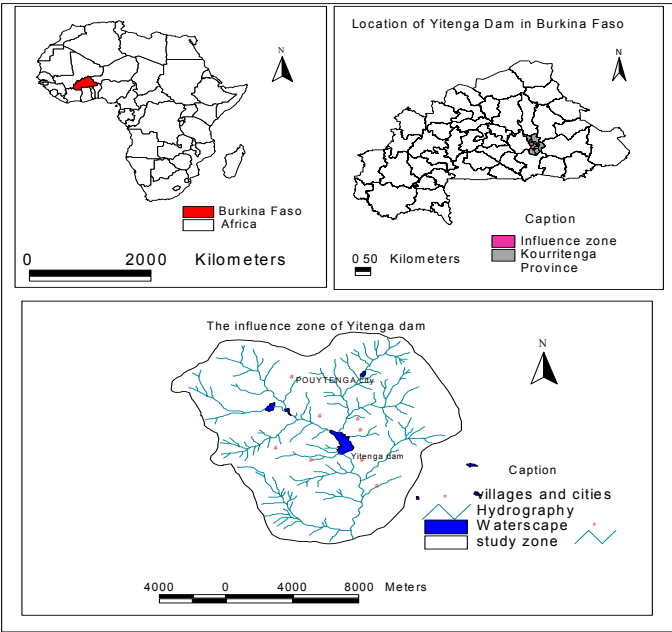 N
Burkina Faso
Africa
0 2000 Kilometers
Location of Yitenga Dam in Burkina Faso
N
Caption
Influence zone
Kourritenga
Province
0 50 Kilometers
The influence zone of Yitenga dam
N
POUYTENGA city
Yitenga dam
Caption
villages and cities
Hydrography
Waterscape
study zone
4000 0 4000 8000 Meters